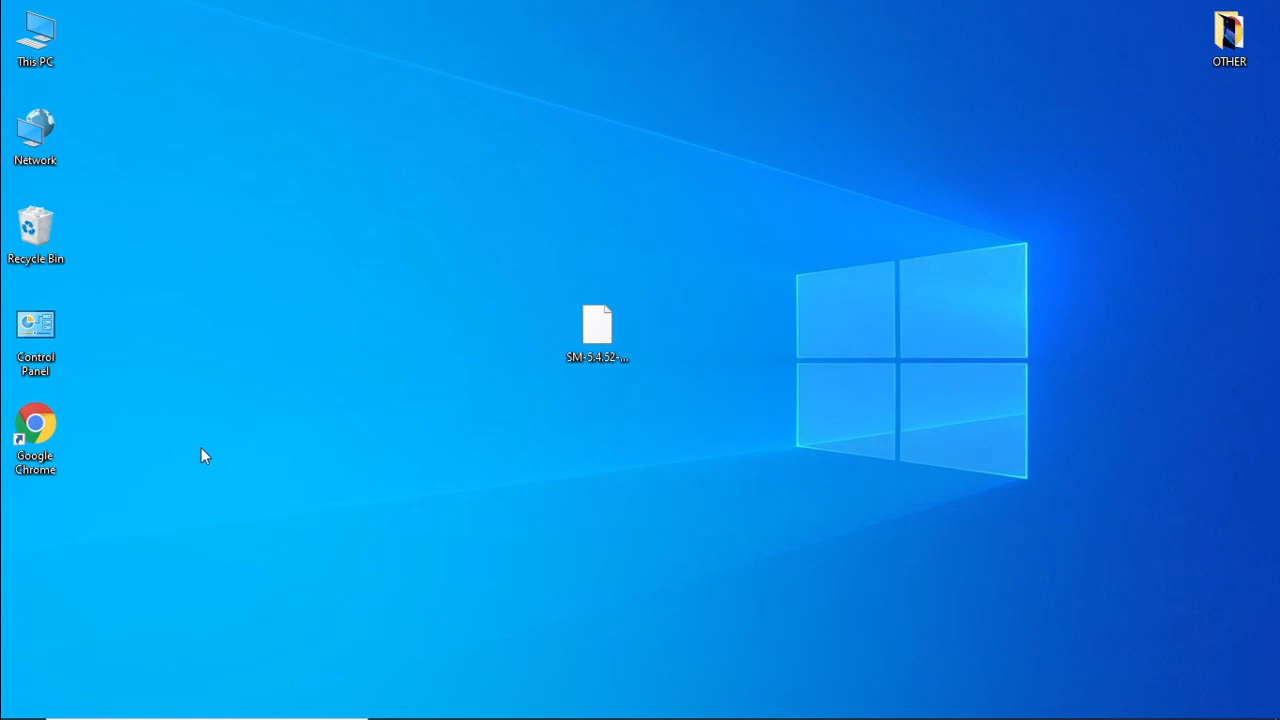 This PC
OTHER
Network
Recycle Bin
Control
Panel
SM-5.4.52-...
Google
Chrome